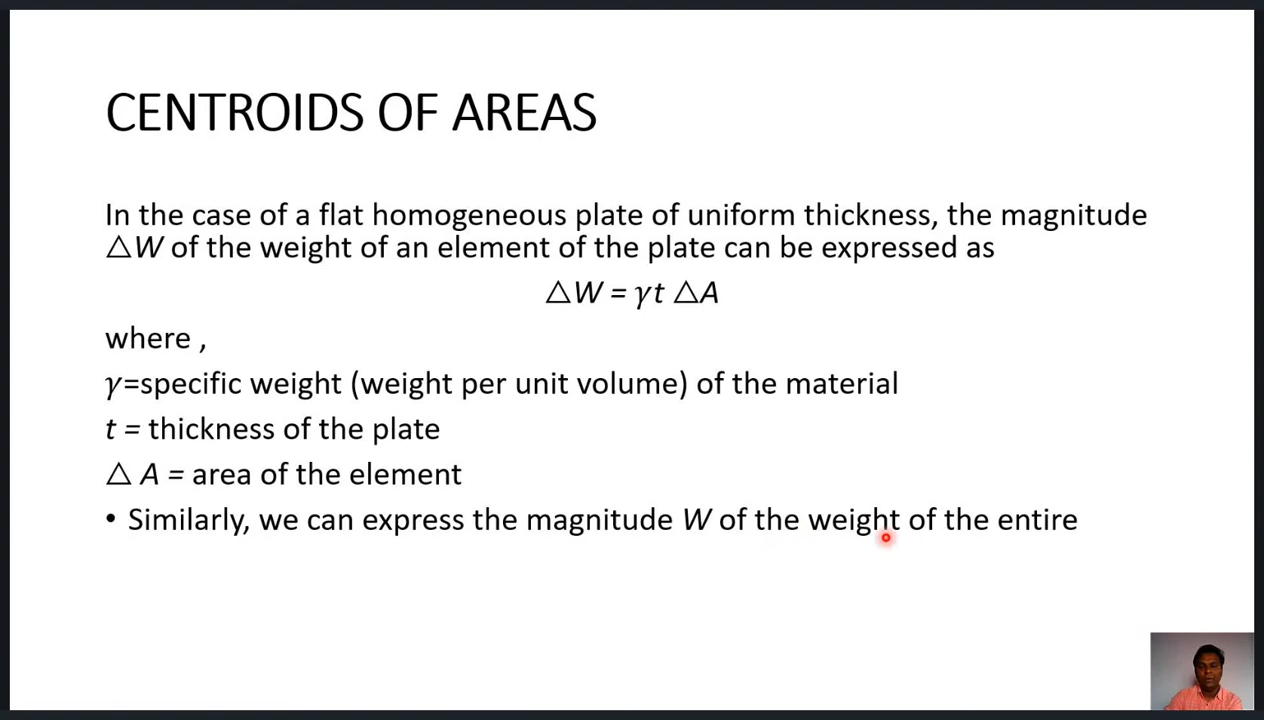 CENTROIDS OF AREAS
In the case of a flat homogeneous plate of uniform thickness, the magnitude
△W of the weight of an element of the plate can be expressed as
△W = γt △A
where ,
γ=specific weight (weight per unit volume) of the material
t = thickness of the plate
△ A = area of the element
• Similarly, we can express the magnitude W of the weight of the entire